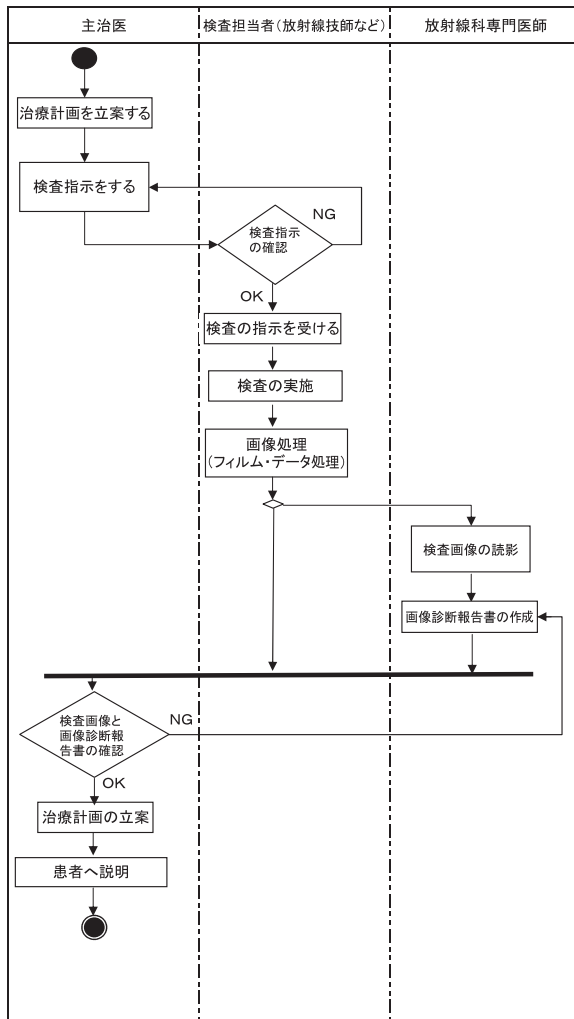 主治医
検査担当者(放射線技師など)
放射線科専門医師
治療計画を立案する
検査指示をする
NG
検査指示
の確認
OK
検査の指示を受ける
検査の実施
画像処理
(フィルム・データ処理)
検査画像の読影
画像診断報告書の作成
検査画像と
画像診断報
告書の確認
NG
OK
治療計画の立案
患者へ説明